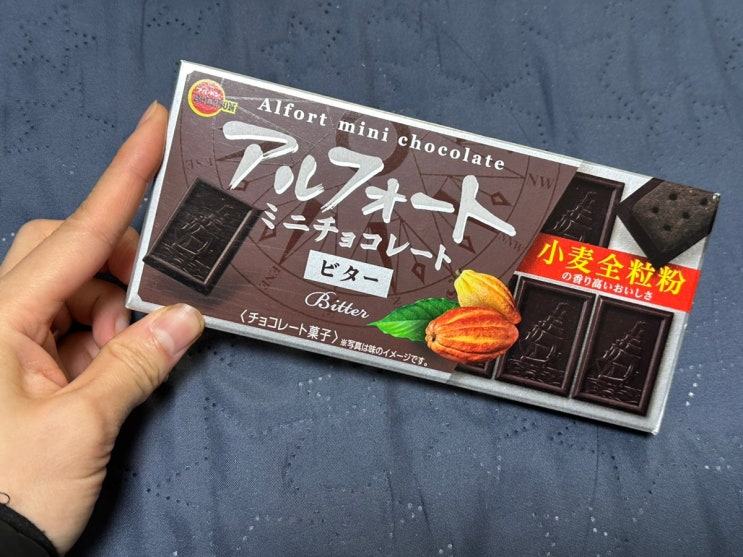 Alfort mini chocolate
アルフォート
ミニチョコレート
ビター
Bitter
〈チョコレート菓子〉
※写真は味のイメージです。
小麦全粒粉
の香り高いおいしさ
NW